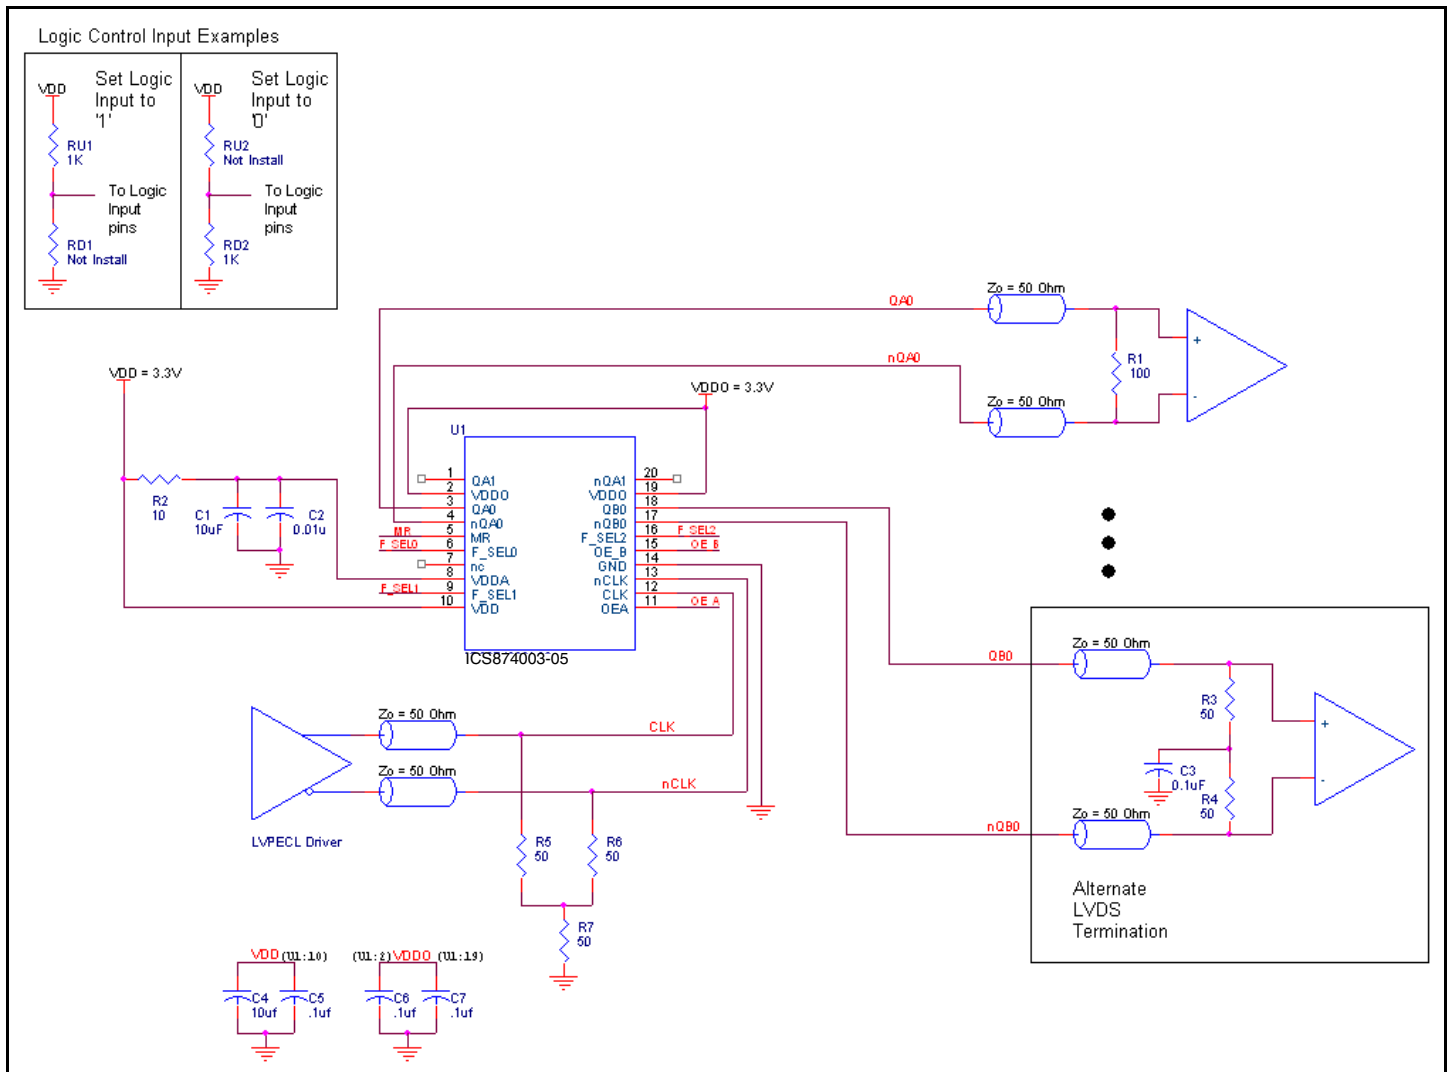 Logic Control Input Examples
Set Logic
Input to
'1'
VDD
RU1
1K
To Logic
Input
pins
RD1
Not Install
Set Logic
Input to
'0'
VDD
RU2
Not Install
To Logic
Input
pins
RD2
1K
VDD = 3.3V
R2
10
C1
10uF
C2
0.01u
VDDO = 3.3V
U1
1 QA1
2 VDDO
3 QA0
4 nQA0
MR 5 MR
F_SEL0 6 F_SEL0
7 nc
8 VDDA
F_SEL1 9 F_SEL1
10 VDD
nQA1 20
VDDO 19
QB0 18
nQB0 17
F_SEL2 16 F_SEL2
OE_B 15 OE_B
GND 14
nCLK 13
CLK 12
OEA 11 OE_A
ICS874003-05
QA0
Zo = 50 Ohm
nQA0
Zo = 50 Ohm
R1
100
+
-
QB0
Zo = 50 Ohm
R3
50
C3
0.1uF
R4
50
nQB0
Zo = 50 Ohm
+
-
Alternate
LVDS
Termination
Zo = 50 Ohm
CLK
Zo = 50 Ohm
nCLK
LVPECL Driver
R5
50
R6
50
R7
50
VDD (U1:10)
C4
10uf
C5
.1uf
(U1:2) VDDO (U1:19)
C6
.1uf
C7
.1uf